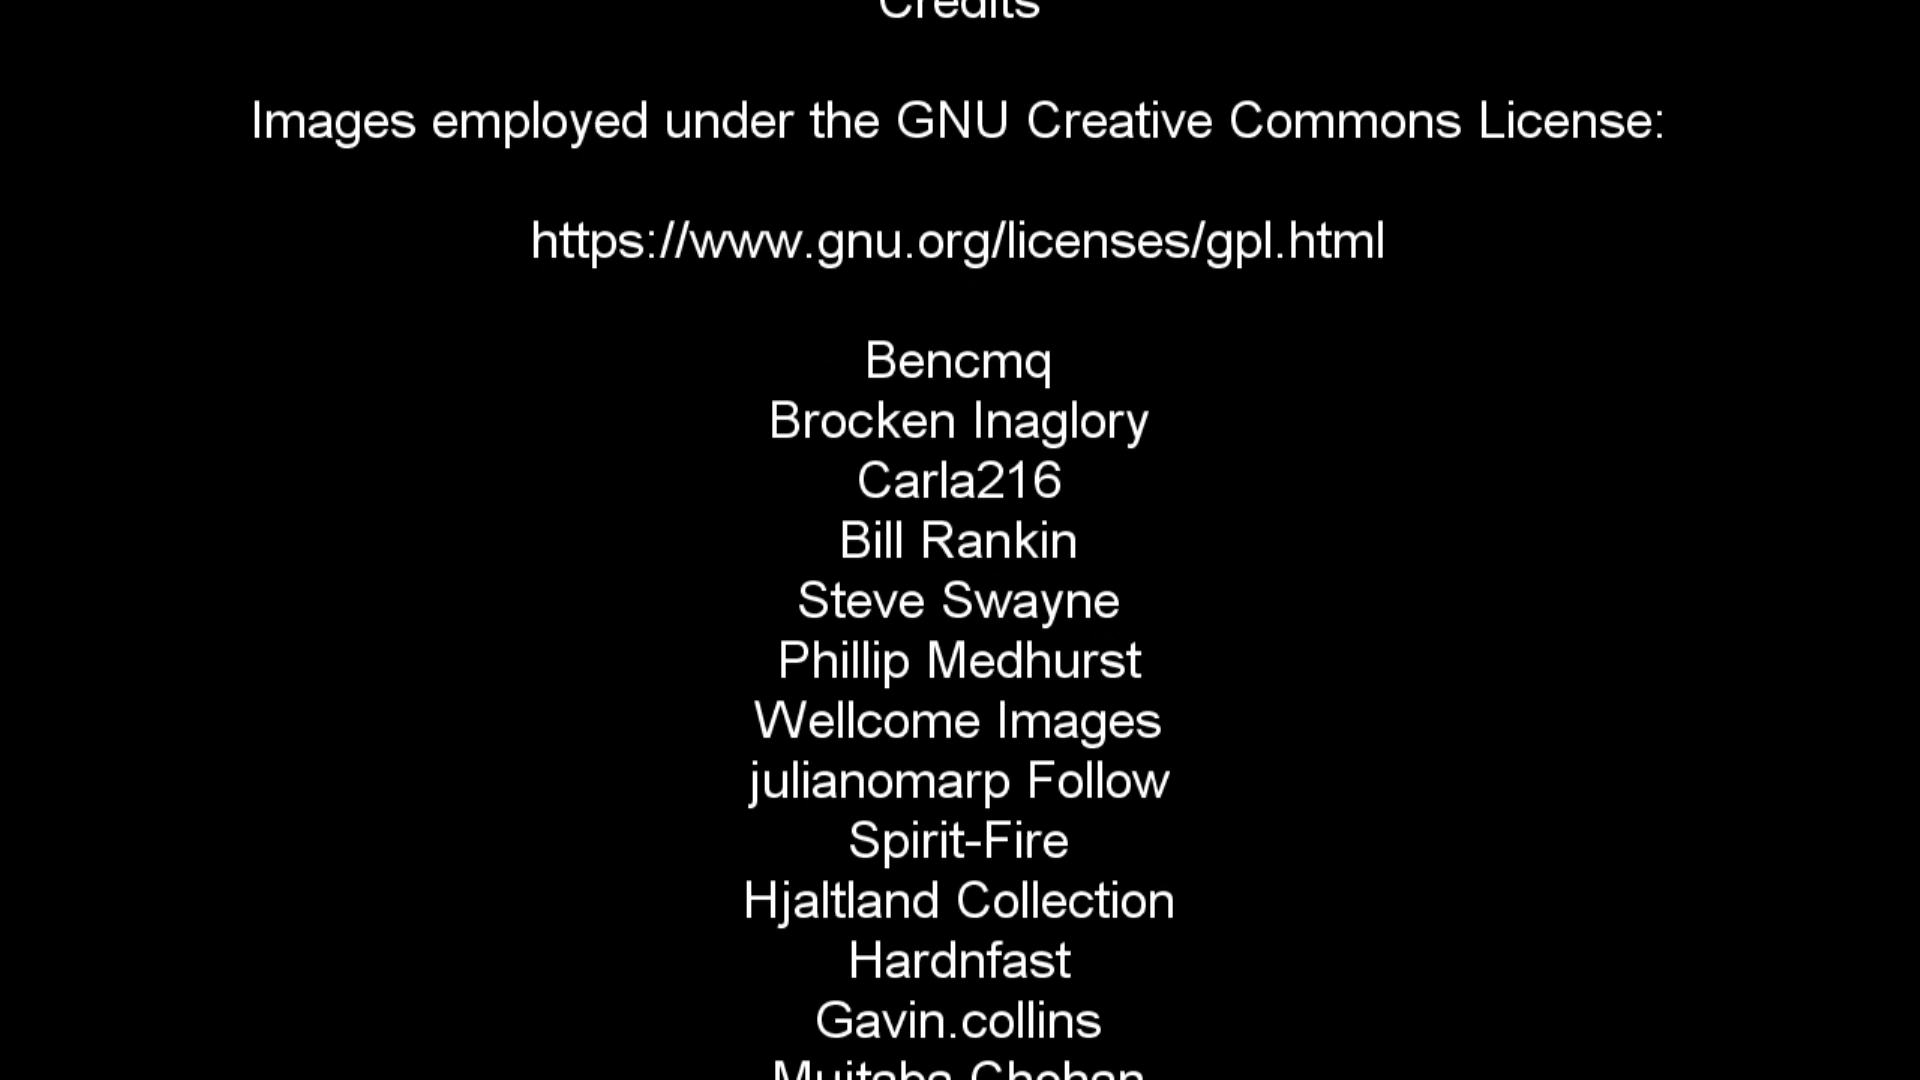 Credits
Images employed under the GNU Creative Commons License:
https://www.gnu.org/licenses/gpl.html
Bencmq
Brocken Inaglory
Carla216
Bill Rankin
Steve Swayne
Phillip Medhurst
Wellcome Images
julianomarp Follow
Spirit-Fire
Hjaltland Collection
Hardnfast
Gavin.collins
Mujtaba Chohan